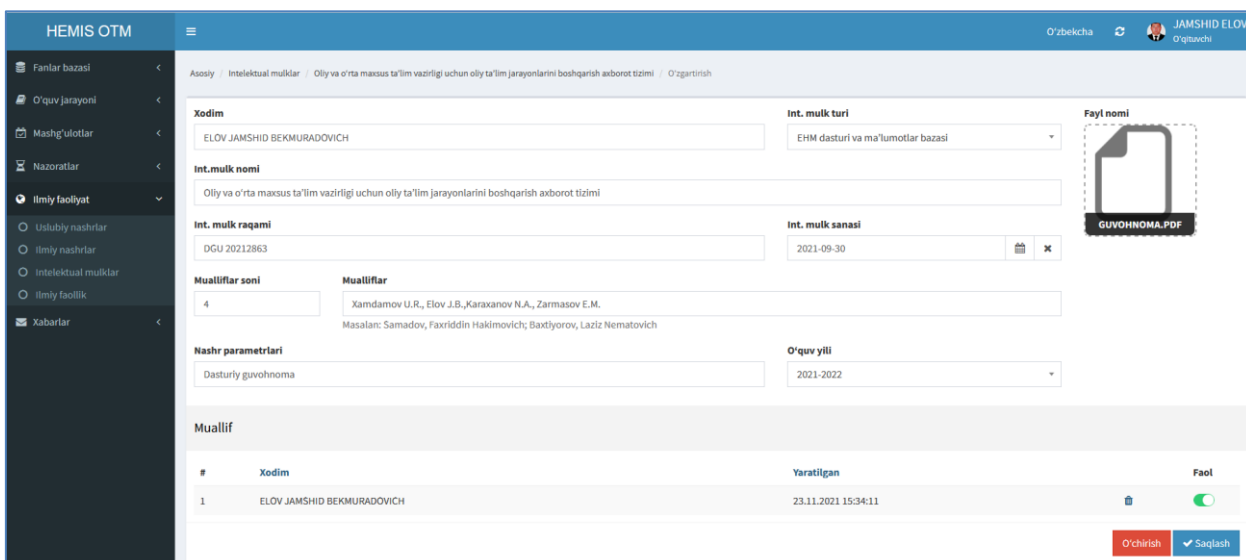 HEMIS OTM
O'zbekcha
JAMSHID ELOV
O'qituvchi
Fanlar bazasi
O'quv jarayoni
Mashg'ulotlar
Nazoratlar
Ilmiy faoliyat
Uslubiy nashrlar
Ilmiy nashrlar
Intelektual mulklar
Ilmiy faollik
Xabarlar
Asosiy / Intelektual mulklar / Oliy va o'rta maxsus ta'lim vazirligi uchun oliy ta'lim jarayonlarini boshqarish axborot tizimi / O'zgartirish
Xodim
ELOV JAMSHID BEKMURADOVICH
Int. mulk turi
EHM dasturi va ma'lumotlar bazasi
Fayl nomi
GUVOHNOMA.PDF
Int.mulk nomi
Oliy va o'rta maxsus ta'lim vazirligi uchun oliy ta'lim jarayonlarini boshqarish axborot tizimi
Int. mulk raqami
DGU 20212863
Int. mulk sanasi
2021-09-30
Mualliflar soni
4
Mualliflar
Xamdamov U.R., Elov J.B.,Karaxanov N.A., Zarmasov E.M.
Masalan: Samadov, Faxriddin Hakimovich; Baxtiyorov, Laziz Nematovich
Nashr parametrlari
Dasturiy guvohnoma
O'quv yili
2021-2022
Muallif
# Xodim Yaratilgan Faol
1 ELOV JAMSHID BEKMURADOVICH 23.11.2021 15:34:11
O'chirish
Saqlash